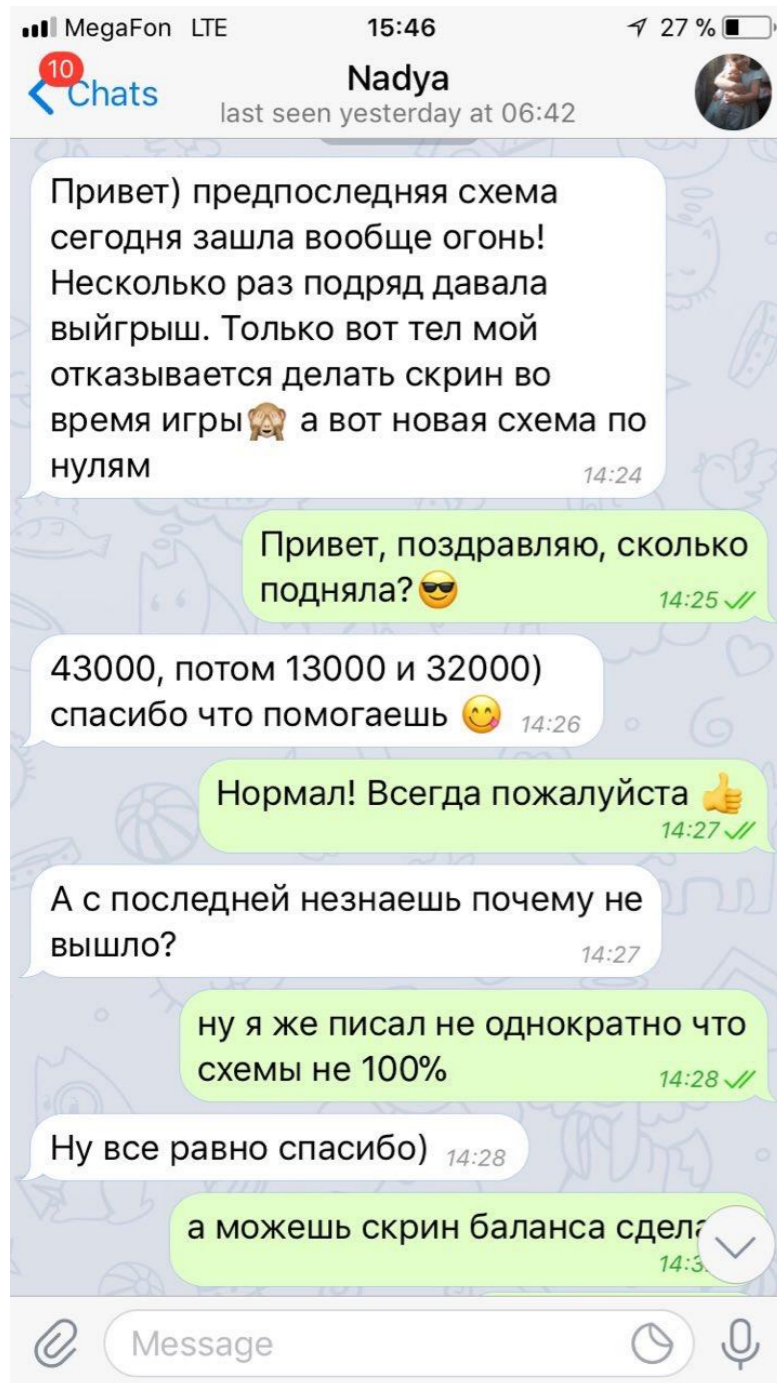 MegaFon LTE 15:46 27 %
10
Chats Nadya
last seen yesterday at 06:42
Привет) предпоследняя схема
сегодня зашла вообще огонь!
Несколько раз подряд давала
выйгрыш. Только вот тел мой
отказывается делать скрин во
время игры🙈 а вот новая схема по
нулям 14:24
Привет, поздравляю, сколько
подняла?😎 14:25
43000, потом 13000 и 32000)
спасибо что помогаешь 😋 14:26
Нормал! Всегда пожалуйста 👍
14:27
А с последней незнаешь почему не
вышло? 14:27
ну я же писал не однократно что
схемы не 100% 14:28
Ну все равно спасибо) 14:28
а можешь скрин баланса
Message